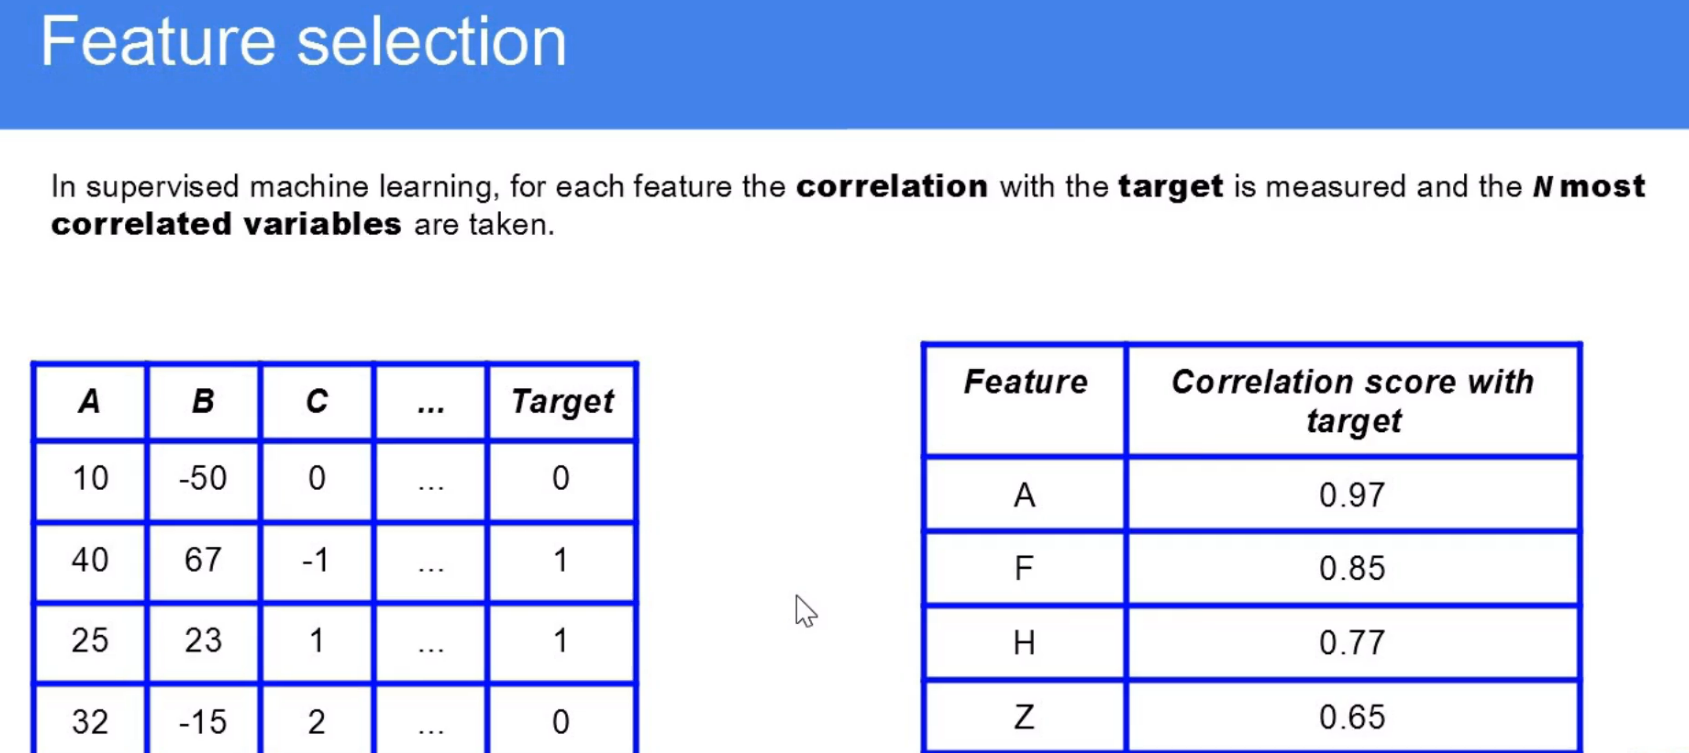 Feature selection
In supervised machine learning, for each feature the correlation with the target is measured and the N most
correlated variables are taken.
A B C ... Target
10 -50 0 ... 0
40 67 -1 ... 1
25 23 1 ... 1
32 -15 2 ... 0
Feature Correlation score with
target
A 0.97
F 0.85
H 0.77
Z 0.65